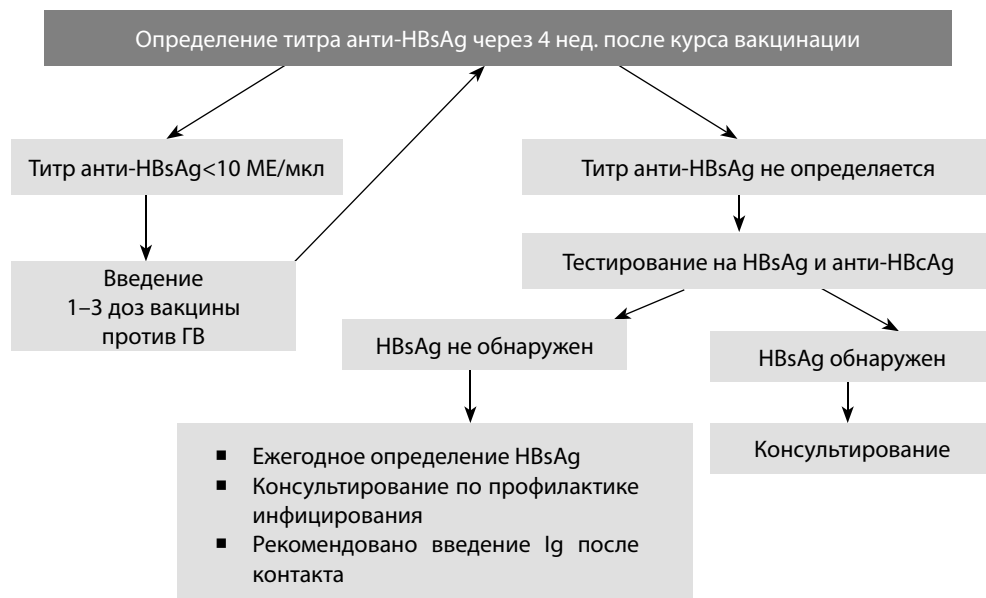 Определение титра анти-HBsAg через 4 нед. после курса вакцинации
Титр анти-HBsAg<10 МЕ/мкл
Титр анти-HBsAg не определяется
Введение
1–3 доз вакцины
против ГВ
Тестирование на HBsAg и анти-HBcAg
HBsAg не обнаружен
HBsAg обнаружен
Консультирование
▪ Ежегодное определение HBsAg
▪ Консультирование по профилактике
инфицирования
▪ Рекомендовано введение Ig после
контакта